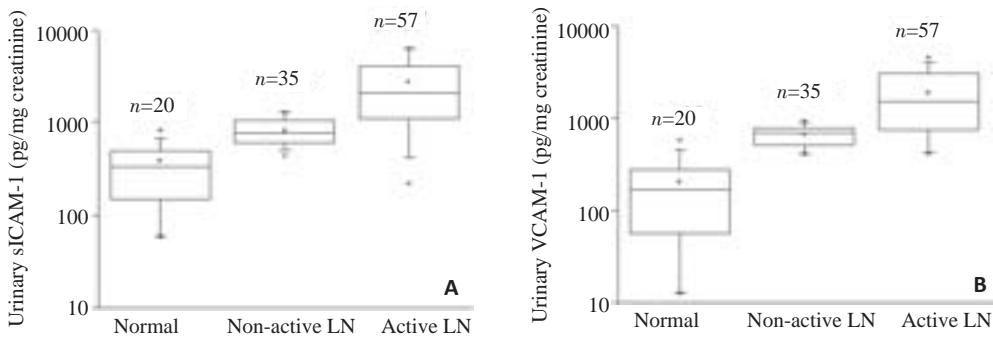 Urinary sICAM-1 (pg/mg creatinine)
10000
1000
100
10
n=20
n=35
n=57
A
Normal
Non-active LN
Active LN
Urinary VCAM-1 (pg/mg creatinine)
10000
1000
100
10
n=20
n=35
n=57
B
Normal
Non-active LN
Active LN